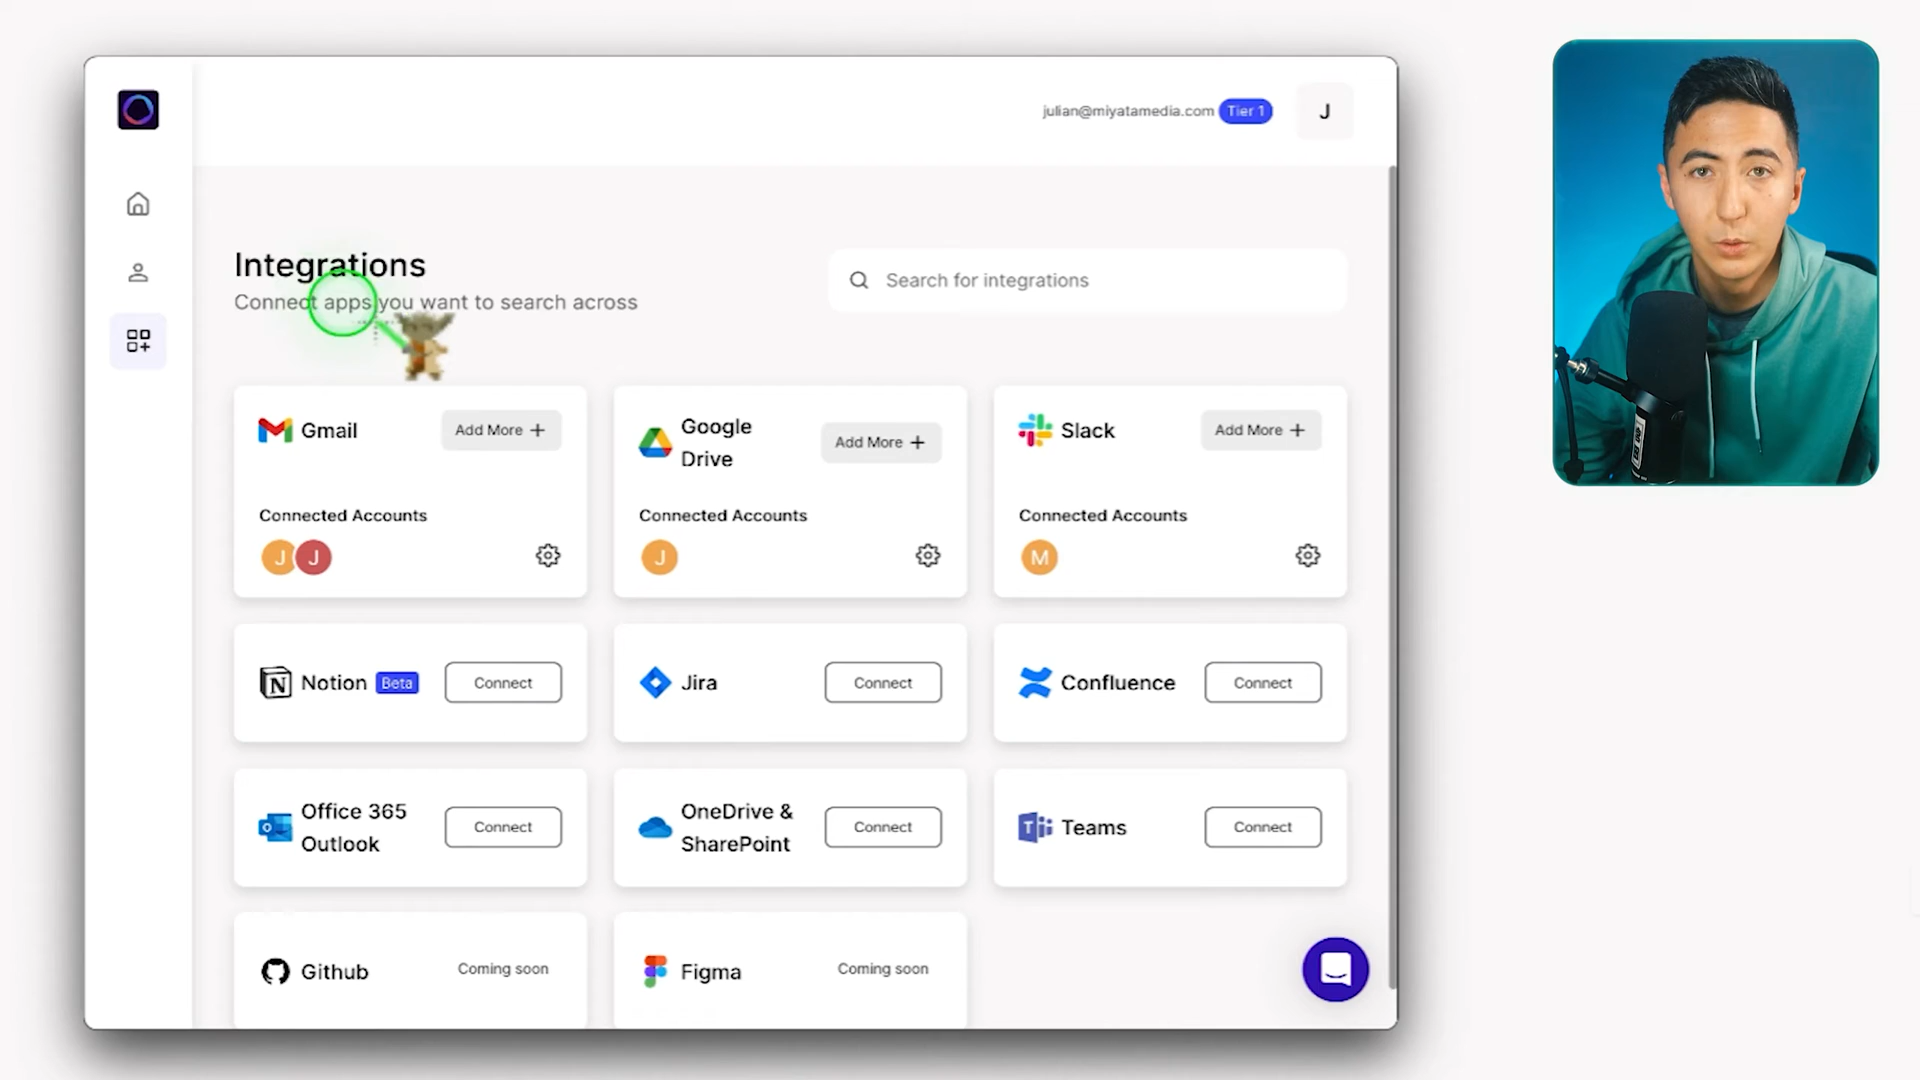 julian@miyatamedia.com Tier 1 J
Integrations
Connect apps you want to search across
Search for integrations
Gmail Add More +
Connected Accounts
J J
Google
Drive
Add More +
Connected Accounts
J
Slack Add More +
Connected Accounts
M
Notion Beta Connect
Jira Connect
Confluence Connect
Office 365
Outlook
Connect
OneDrive &
SharePoint
Connect
Teams Connect
Github Coming soon
Figma Coming soon